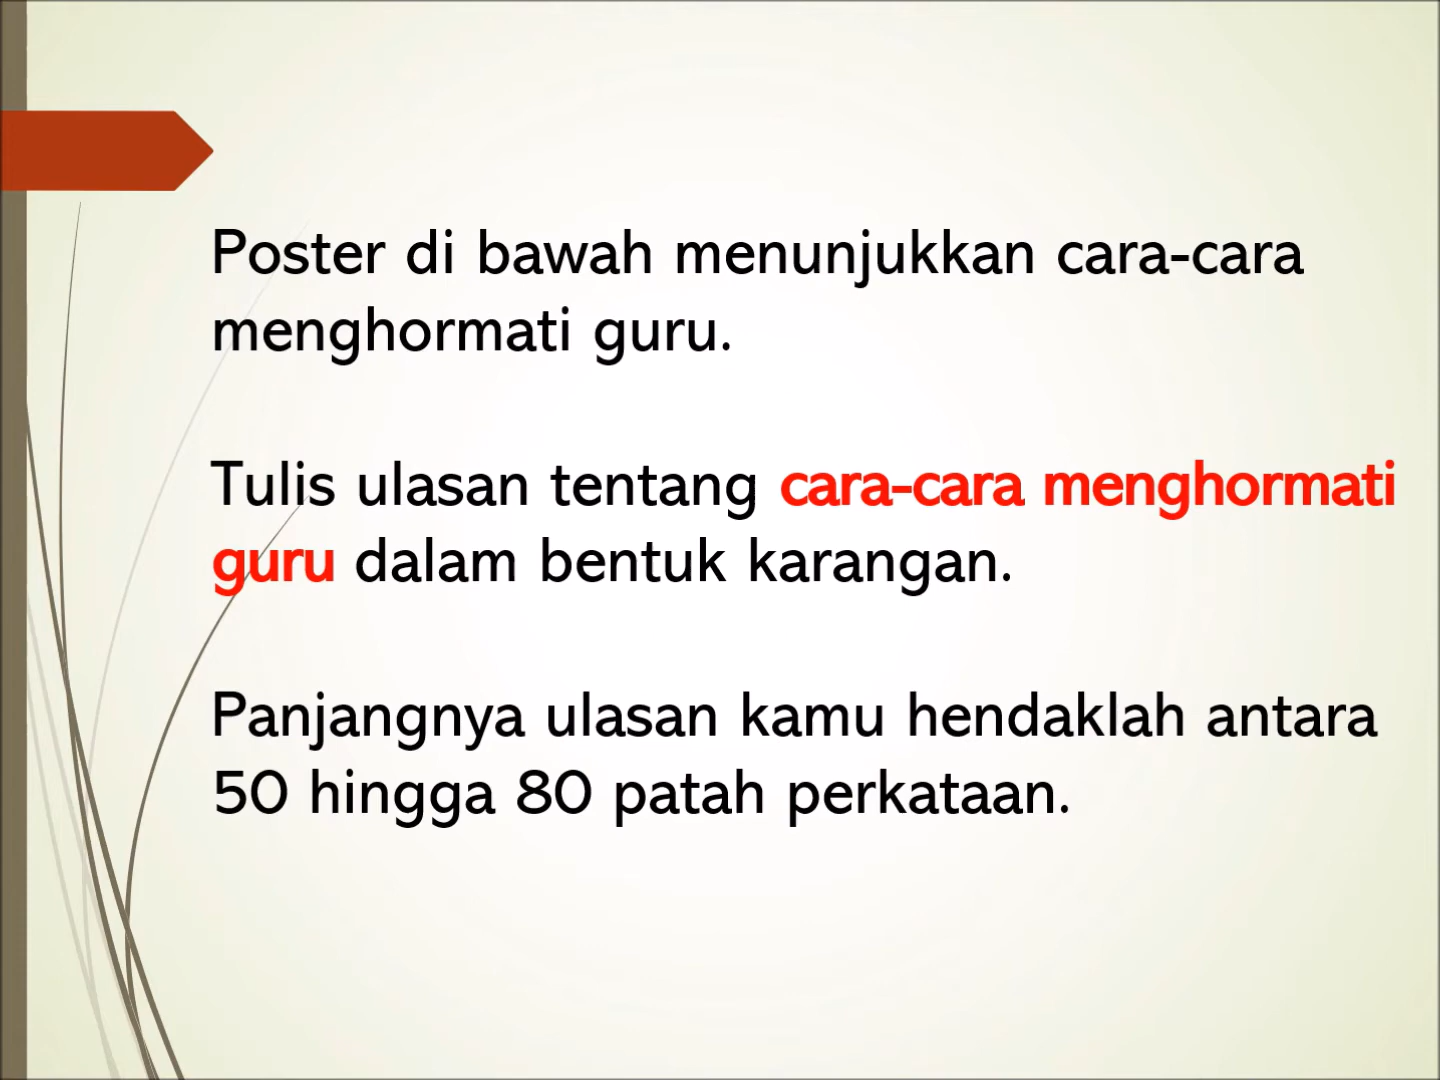 Poster di bawah menunjukkan cara-cara
menghormati guru.
Tulis ulasan tentang cara-cara menghormati
guru dalam bentuk karangan.
Panjangnya ulasan kamu hendaklah antara
50 hingga 80 patah perkataan.